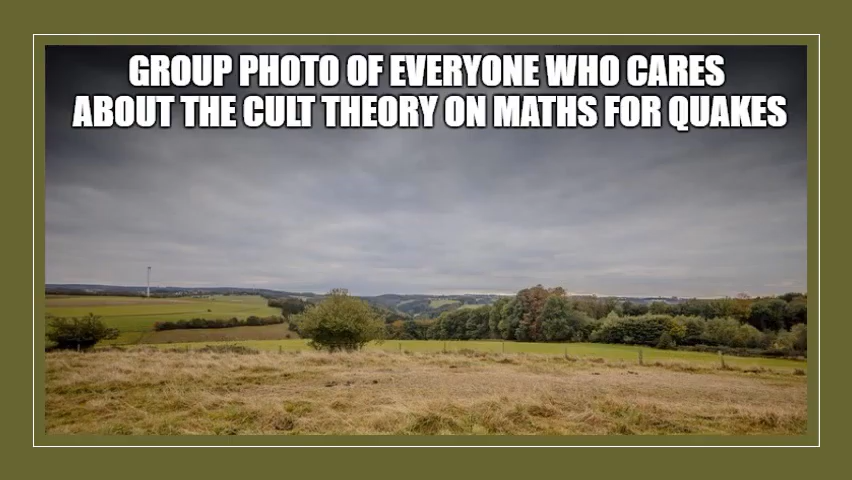 GROUP PHOTO OF EVERYONE WHO CARES
ABOUT THE CULT THEORY ON MATHS FOR QUAKES